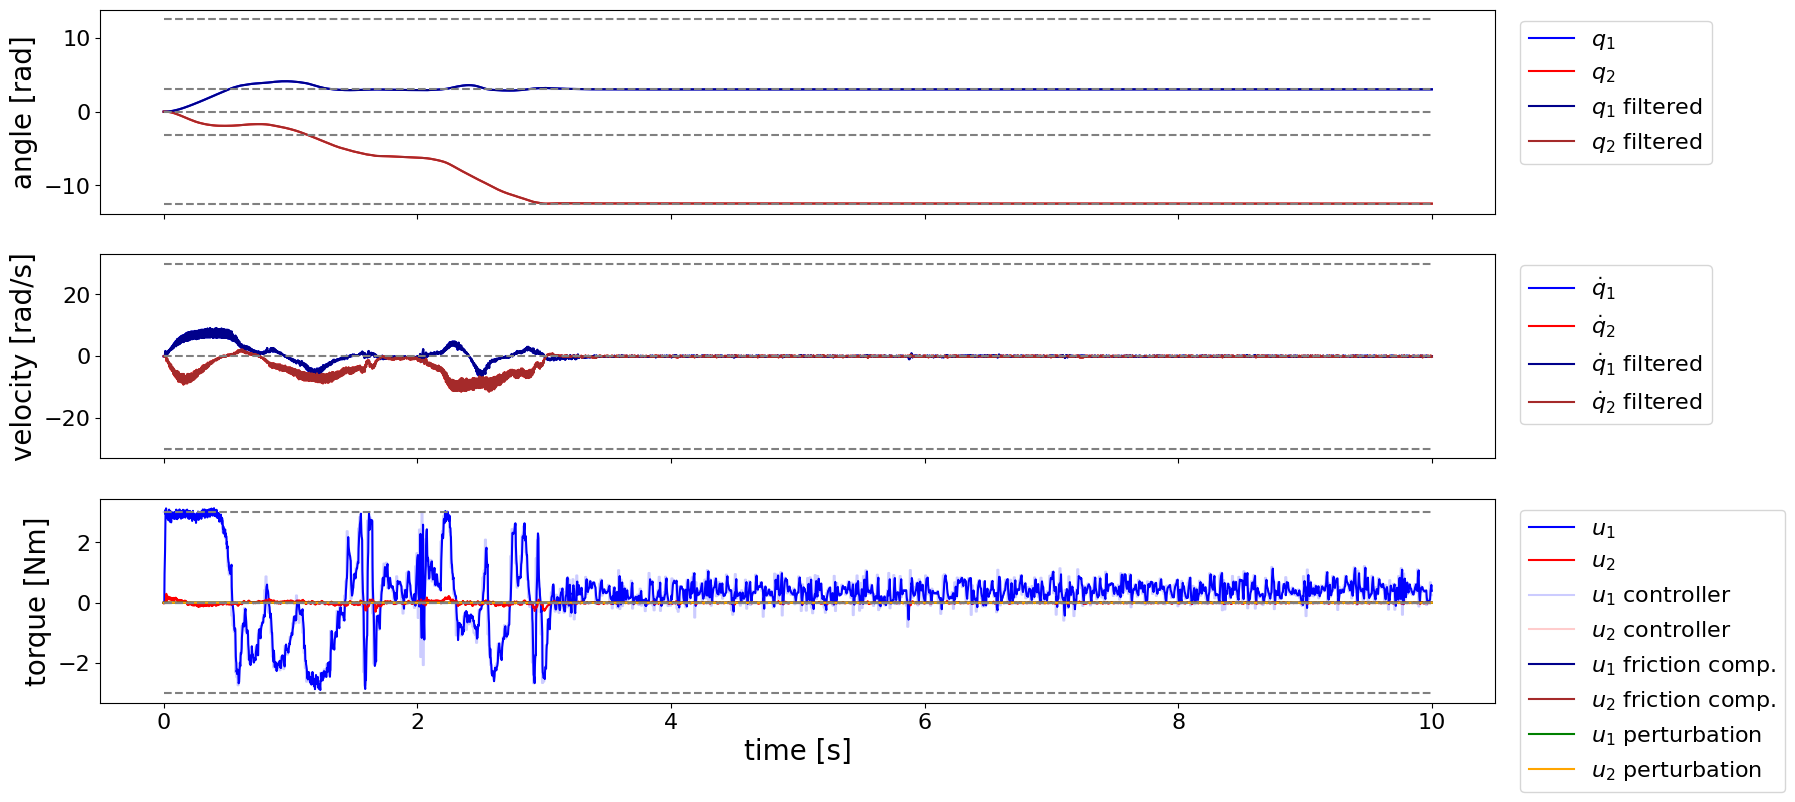 angle [rad]
10
0
−10
q₁
q₂
q₁ filtered
q₂ filtered
velocity [rad/s]
20
0
−20
q̇₁
q̇₂
q̇₁ filtered
q̇₂ filtered
torque [Nm]
2
0
−2
0 2 4 6 8 10
time [s]
u₁
u₂
u₁ controller
u₂ controller
u₁ friction comp.
u₂ friction comp.
u₁ perturbation
u₂ perturbation